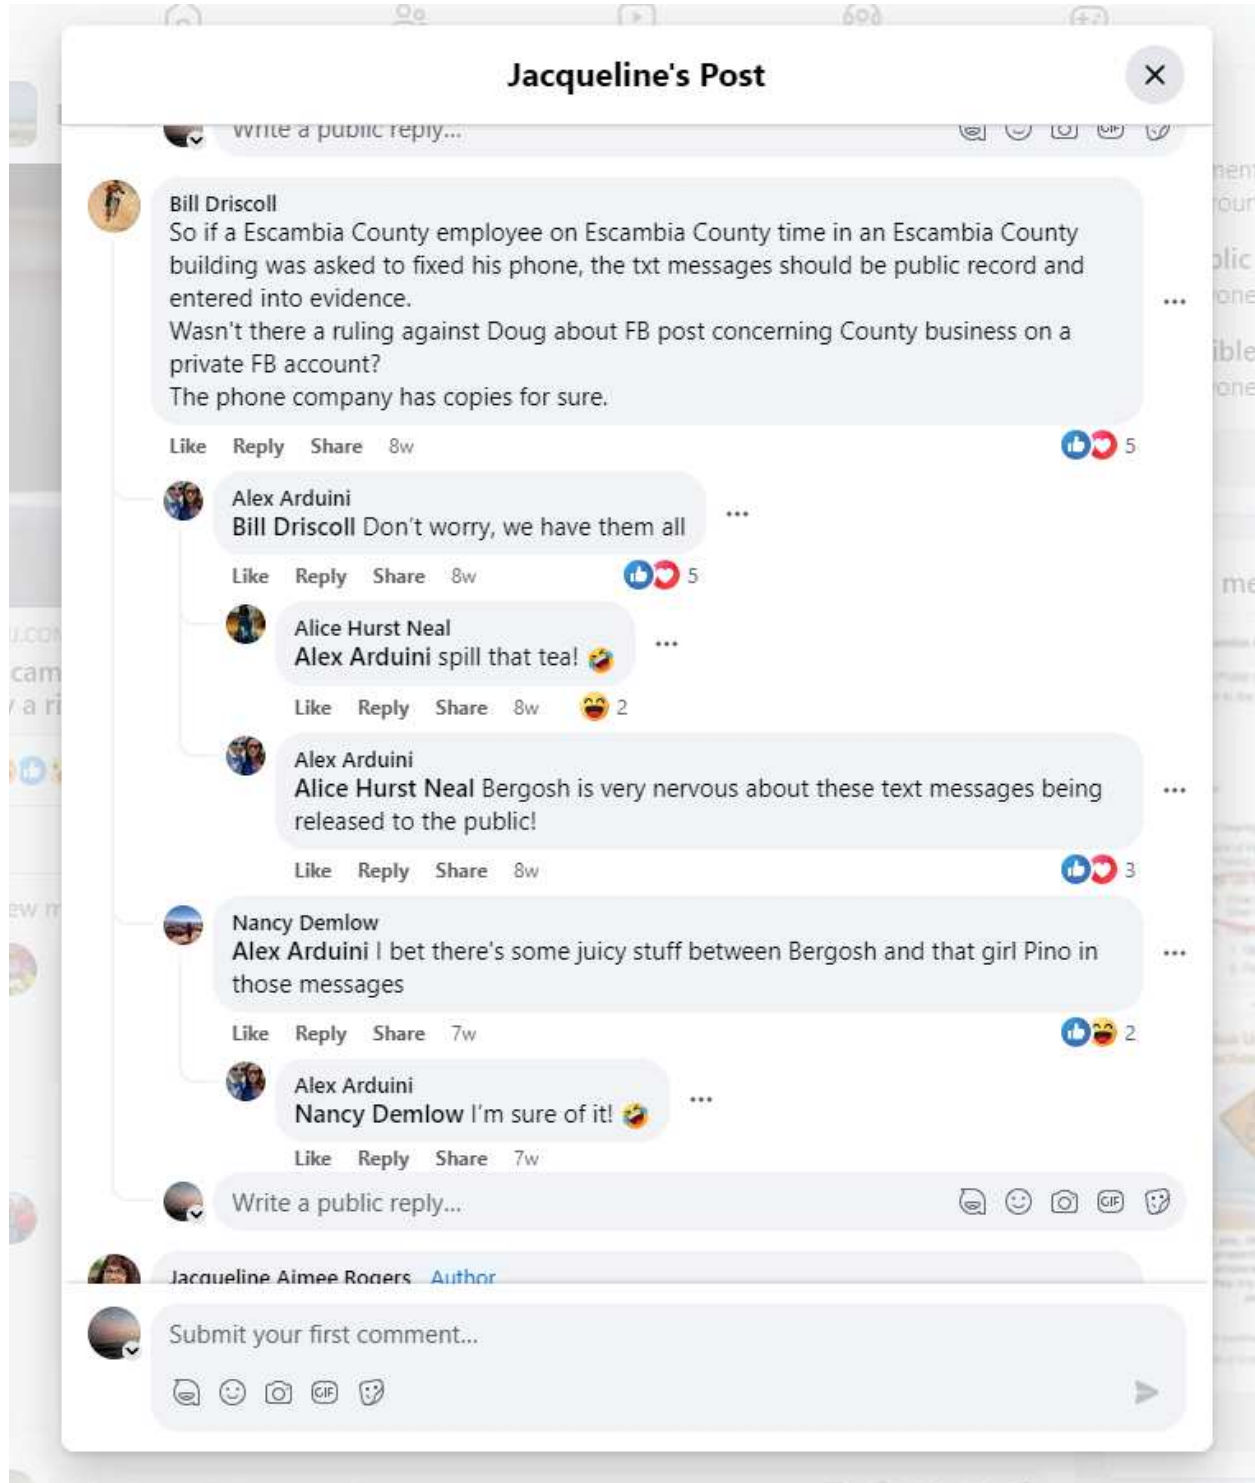 Jacqueline's Post
Write a public reply...
Bill Driscoll
So if a Escambia County employee on Escambia County time in an Escambia County
building was asked to fixed his phone, the txt messages should be public record and
entered into evidence.
Wasn't there a ruling against Doug about FB post concerning County business on a
private FB account?
The phone company has copies for sure.
Like Reply Share 8w 5
Alex Arduini
Bill Driscoll Don't worry, we have them all
Like Reply Share 8w 5
Alice Hurst Neal
Alex Arduini spill that tea! 🤣
Like Reply Share 8w 2
Alex Arduini
Alice Hurst Neal Bergosh is very nervous about these text messages being
released to the public!
Like Reply Share 8w 3
Nancy Demlow
Alex Arduini I bet there's some juicy stuff between Bergosh and that girl Pino in
those messages
Like Reply Share 7w 2
Alex Arduini
Nancy Demlow I'm sure of it! 🤣
Like Reply Share 7w
Write a public reply...
GIF
Jacqueline Aimee Rogers Author
Submit your first comment...
GIF